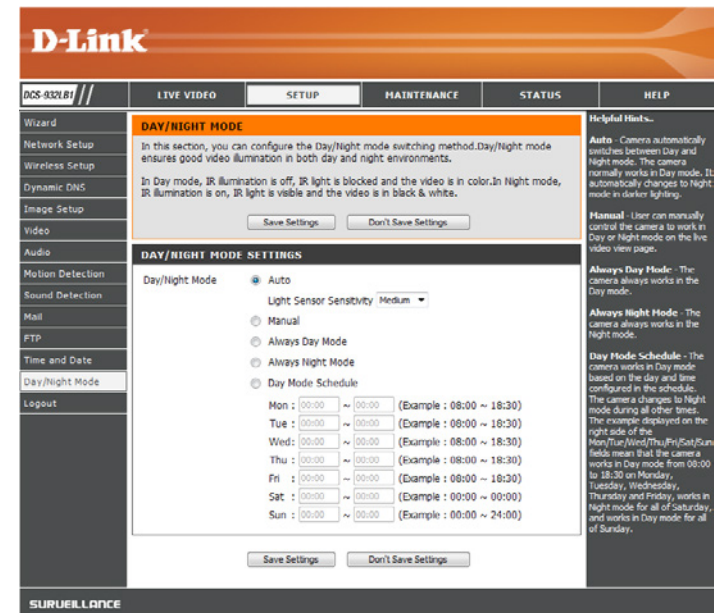 D-Link
DCS-932LB1 // LIVE VIDEO SETUP MAINTENANCE STATUS HELP
Wizard
Network Setup
Wireless Setup
Dynamic DNS
Image Setup
Video
Audio
Motion Detection
Sound Detection
Mail
FTP
Time and Date
Day/Night Mode
Logout
DAY/NIGHT MODE
In this section, you can configure the Day/Night mode switching method.Day/Night mode
ensures good video illumination in both day and night environments.
In Day mode, IR illumination is off, IR light is blocked and the video is in color.In Night mode,
IR illumination is on, IR light is visible and the video is in black & white.
Save Settings Don't Save Settings
DAY/NIGHT MODE SETTINGS
Day/Night Mode Auto
Light Sensor Sensitivity Medium
Manual
Always Day Mode
Always Night Mode
Day Mode Schedule
Mon : 00:00 ~ 00:00 (Example : 08:00 ~ 18:30)
Tue : 00:00 ~ 00:00 (Example : 08:00 ~ 18:30)
Wed: 00:00 ~ 00:00 (Example : 08:00 ~ 18:30)
Thu : 00:00 ~ 00:00 (Example : 08:00 ~ 18:30)
Fri : 00:00 ~ 00:00 (Example : 08:00 ~ 18:30)
Sat : 00:00 ~ 00:00 (Example : 00:00 ~ 00:00)
Sun : 00:00 ~ 00:00 (Example : 00:00 ~ 24:00)
Save Settings Don't Save Settings
Helpful Hints..
Auto - Camera automatically
switches between Day and
Night mode. The camera
normally works in Day mode. It
automatically changes to Night
mode in darker lighting.
Manual - User can manually
control the camera to work in
Day or Night mode on the live
video view page.
Always Day Mode - The
camera always works in the
Day mode.
Always Night Mode - The
camera always works in the
Night mode.
Day Mode Schedule - The
camera works in Day mode
based on the day and time
configured in the schedule.
The camera changes to Night
mode during all other times.
The example displayed on the
right side of the
Mon/Tue/Wed/Thu/Fri/Sat/Sun
fields mean that the camera
works in Day mode from 08:00
to 18:30 on Monday,
Tuesday, Wednesday,
Thursday and Friday, works in
Night mode for all of Saturday,
and works in Day mode for all
of Sunday.
SURVEILLANCE